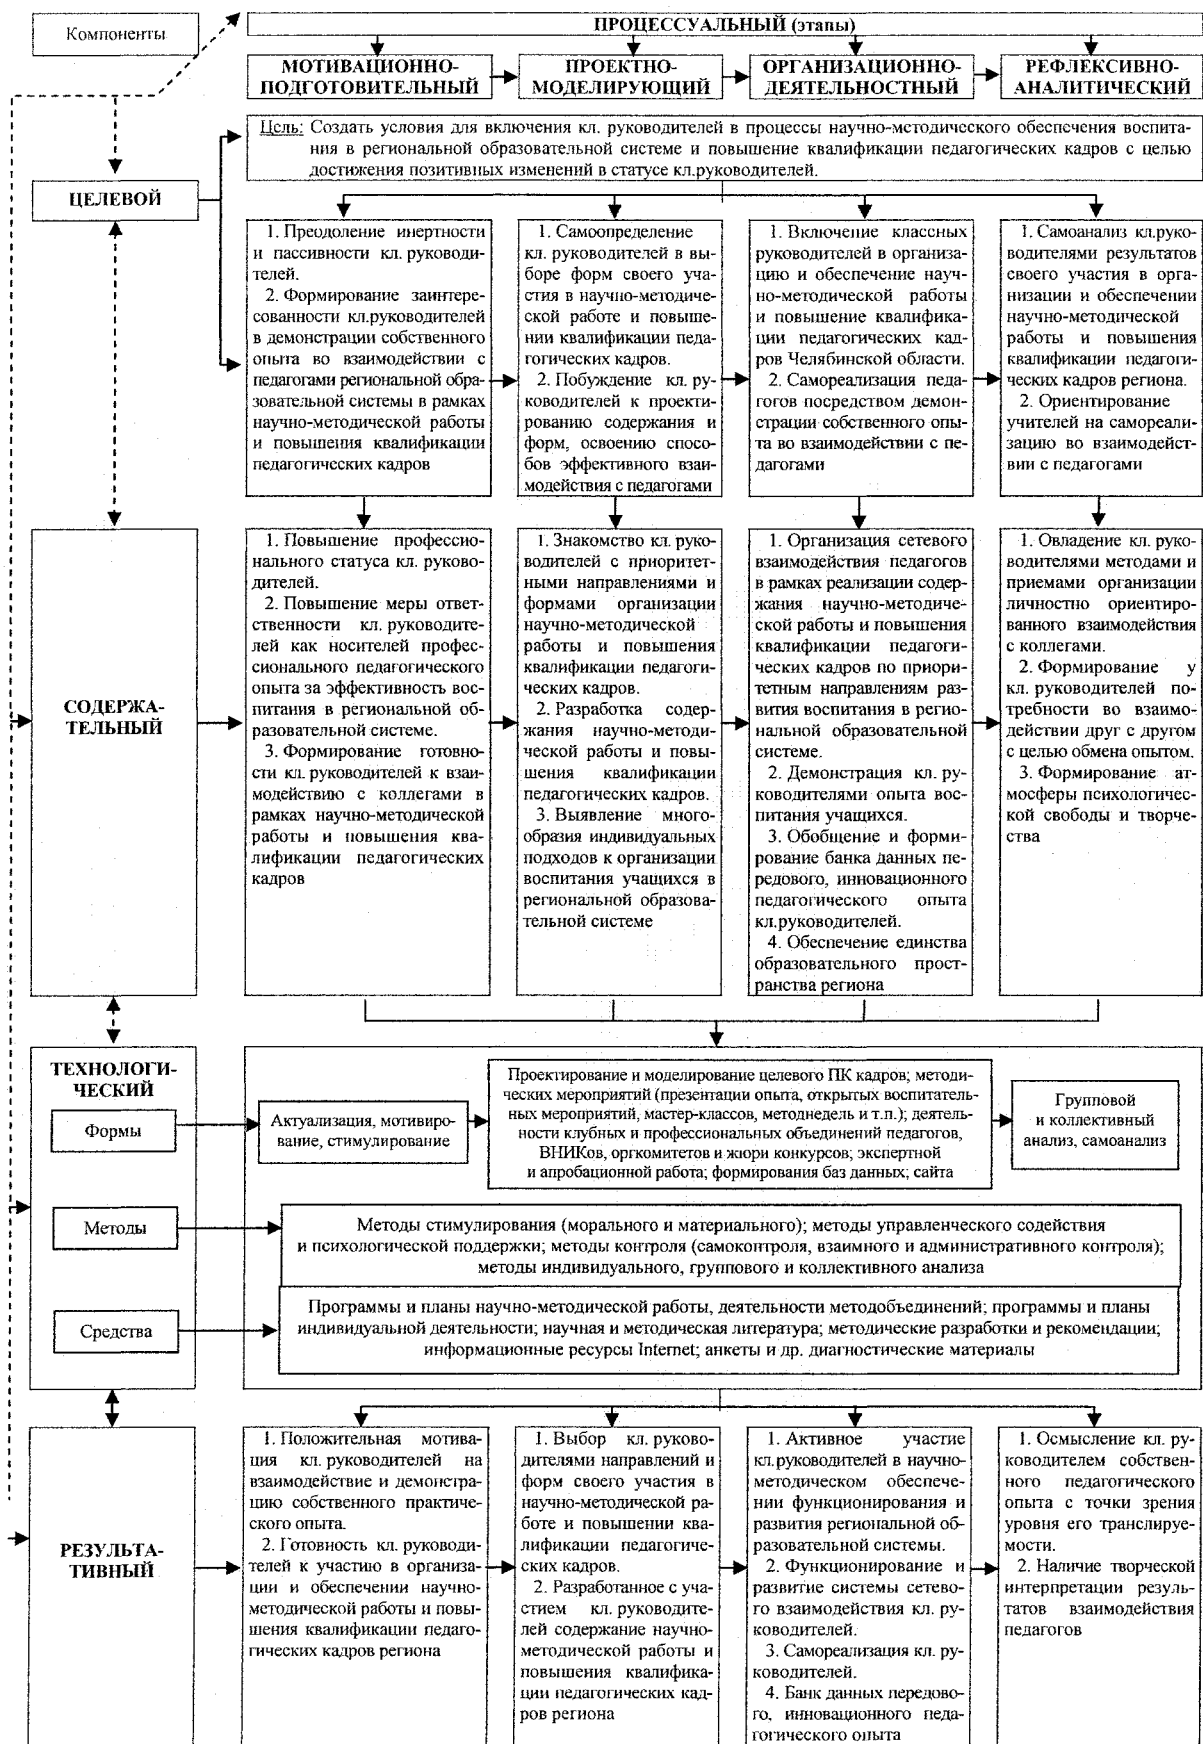 Компоненты
ПРОЦЕССУАЛЬНЫЙ (этапы)
МОТИВАЦИОННО-
ПОДГОТОВИТЕЛЬНЫЙ
ПРОЕКТНО-
МОДЕЛИРУЮЩИЙ
ОРГАНИЗАЦИОННО-
ДЕЯТЕЛЬНОСТНЫЙ
РЕФЛЕКСИВНО-
АНАЛИТИЧЕСКИЙ
ЦЕЛЕВОЙ
Цель: Создать условия для включения кл. руководителей в процессы научно-методического обеспечения воспита-
ния в региональной образовательной системе и повышение квалификации педагогических кадров с целью
достижения позитивных изменений в статусе кл.руководителей.
1. Преодоление инертности
и пассивности кл. руководи-
телей.
2. Формирование заинтере-
сованности кл.руководителей
в демонстрации собственного
опыта во взаимодействии с
педагогами региональной обра-
зовательной системы в рамках
научно-методической работы
и повышения квалификации
педагогических кадров
1. Самоопределение
кл. руководителей в вы-
боре форм своего уча-
стия в научно-методиче-
ской работе и повыше-
нии квалификации педа-
гогических кадров.
2. Побуждение кл. ру-
ководителей к проекти-
рованию содержания и
форм, освоению спосо-
бов эффективного взаи-
модействия с педагогами
1. Включение классных
руководителей в организа-
цию и обеспечение науч-
но-методической работы
и повышение квалифика-
ции педагогических кад-
ров Челябинской области.
2. Самореализация педа-
гогов посредством демон-
страции собственного опы-
та во взаимодействии с пе-
дагогами
1. Самоанализ кл.руко-
водителями результатов
своего участия в орга-
низации и обеспечении
научно-методической
работы и повышения
квалификации педагоги-
ческих кадров региона.
2. Ориентирование
учителей на самореали-
зацию во взаимодейст-
вии с педагогами
СОДЕРЖА-
ТЕЛЬНЫЙ
1. Повышение професси-
онального статуса кл. руково-
дителей.
2. Повышение меры ответ-
ственности кл. руководите-
лей как носителей профес-
сионального педагогического
опыта за эффективность вос-
питания в региональной об-
разовательной системе.
3. Формирование готовно-
сти кл. руководителей к взаи-
модействию с коллегами в
рамках научно-методической
работы и повышения ква-
лификации педагогических
кадров
1. Знакомство кл. руко-
водителей с приоритет-
ными направлениями и
формами организации
научно-методической
работы и повышения
квалификации педагоги-
ческих кадров.
2. Разработка содер-
жания научно-методи-
ческой работы и повы-
шения квалификации
педагогических кадров.
3. Выявление много-
образия индивидуальных
подходов к организации
воспитания учащихся в
региональной образова-
тельной системе
1. Организация сетевого
взаимодействия педагогов
в рамках реализации содер-
жания научно-методиче-
ской работы и повышения
квалификации педагоги-
ческих кадров по приори-
тетным направлениям раз-
вития воспитания в регио-
нальной образовательной
системе.
2. Демонстрация кл. ру-
ководителями опыта вос-
питания учащихся.
3. Обобщение и форми-
рование банка данных пе-
редового, инновационного
педагогического опыта
кл.руководителей.
4. Обеспечение единства
образовательного прост-
ранства региона
1. Овладение кл. руко-
водителями методами и
приемами организации
личностно ориентиро-
ванного взаимодействия
с коллегами.
2. Формирование у
кл. руководителей по-
требности во взаимо-
действии друг с другом
с целью обмена опытом.
3. Формирование ат-
мосферы психологичес-
кой свободы и творче-
ства
ТЕХНОЛОГИ-
ЧЕСКИЙ
Формы
Актуализация, мотивиро-
вание, стимулирование
Проектирование и моделирование целевого ПК кадров; методи-
ческих мероприятий (презентации опыта, открытых воспитатель-
ных мероприятий, мастер-классов, методнедель и т.п.); деятель-
ности клубных и профессиональных объединений педагогов,
ВНИКов, оргкомитетов и жюри конкурсов; экспертной
и апробационной работа; формирования баз данных; сайта
Групповой
и коллективный
анализ, самоанализ
Методы
Методы стимулирования (морального и материального); методы управленческого содействия
и психологической поддержки; методы контроля (самоконтроля, взаимного и административного контроля);
методы индивидуального, группового и коллективного анализа
Средства
Программы и планы научно-методической работы, деятельности методобъединений; программы и планы
индивидуальной деятельности; научная и методическая литература; методические разработки и рекомендации;
информационные ресурсы Internet; анкеты и др. диагностические материалы
РЕЗУЛЬТА-
ТИВНЫЙ
1. Положительная мотива-
ция кл. руководителей на
взаимодействие и демонстра-
цию собственного практиче-
ского опыта.
2. Готовность кл. руководи-
телей к участию в организа-
ции и обеспечении научно-
методической работы и повы-
шения квалификации педаго-
гических кадров региона
1. Выбор кл. руково-
дителями направлений и
форм своего участия в
научно-методической ра-
боте и повышении ква-
лификации педагогичес-
ких кадров.
2. Разработанное с уча-
стием кл. руководите-
лей содержание научно-
методической работы и
повышения квалифика-
ции педагогических кад-
ров региона
1. Активное участие
кл.руководителей в научно-
методическом обеспече-
нии функционирования и
развития региональной об-
разовательной системы.
2. Функционирование и
развитие системы сетево-
го взаимодействия кл. ру-
ководителей.
3. Самореализация кл. ру-
ководителей.
4. Банк данных передово-
го, инновационного педа-
гогического опыта
1. Осмысление кл. ру-
ководителем собствен-
ного педагогического
опыта с точки зрения
уровня его транслируе-
мости.
2. Наличие творческой
интерпретации резуль-
татов взаимодействия
педагогов